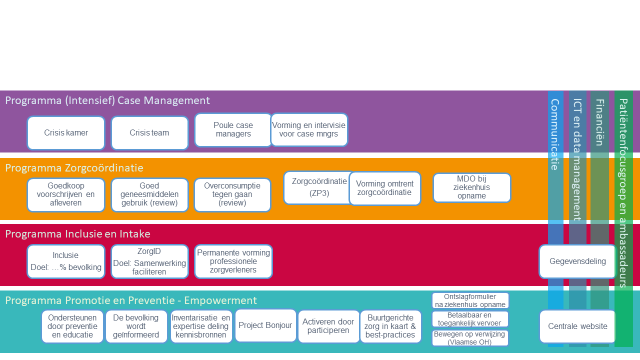 Programma (Intensief) Case Management
Crisis kamer
Crisis team
Poule case
managers
Vorming en intervisie
voor case mngrs
Programma Zorgcoördinatie
Goedkoop
voorschrijven en
afleveren
Goed
geneesmiddelen
gebruik (review)
Overconsumptie
tegen gaan
(review)
Zorgcoördinatie
(ZP3)
Vorming omtrent
zorgcoördinatie
MDO bij
ziekenhuis
opname
Programma Inclusie en Intake
Inclusie
Doel: ...% bevolking
ZorgID
Doel: Samenwerking
faciliteren
Permanente vorming
professionele
zorgverleners
Gegevensdeling
Programma Promotie en Preventie - Empowerment
Ondersteunen
door preventie
en educatie
De bevolking
wordt
geïnformeerd
Inventarisatie en
expertise deling
kennisbronnen
Project Bonjour
Activeren door
participeren
Buurtgerichte
zorg in kaart &
best-practices
Ontslagformulier
na ziekenhuis opname
Betaalbaar en
toegankelijk vervoer
Bewegen op verwijzing
(Vlaamse OH)
Centrale website
Communicatie
ICT en data management
Financiën
Patiëntenfocusgroep en ambassadeurs